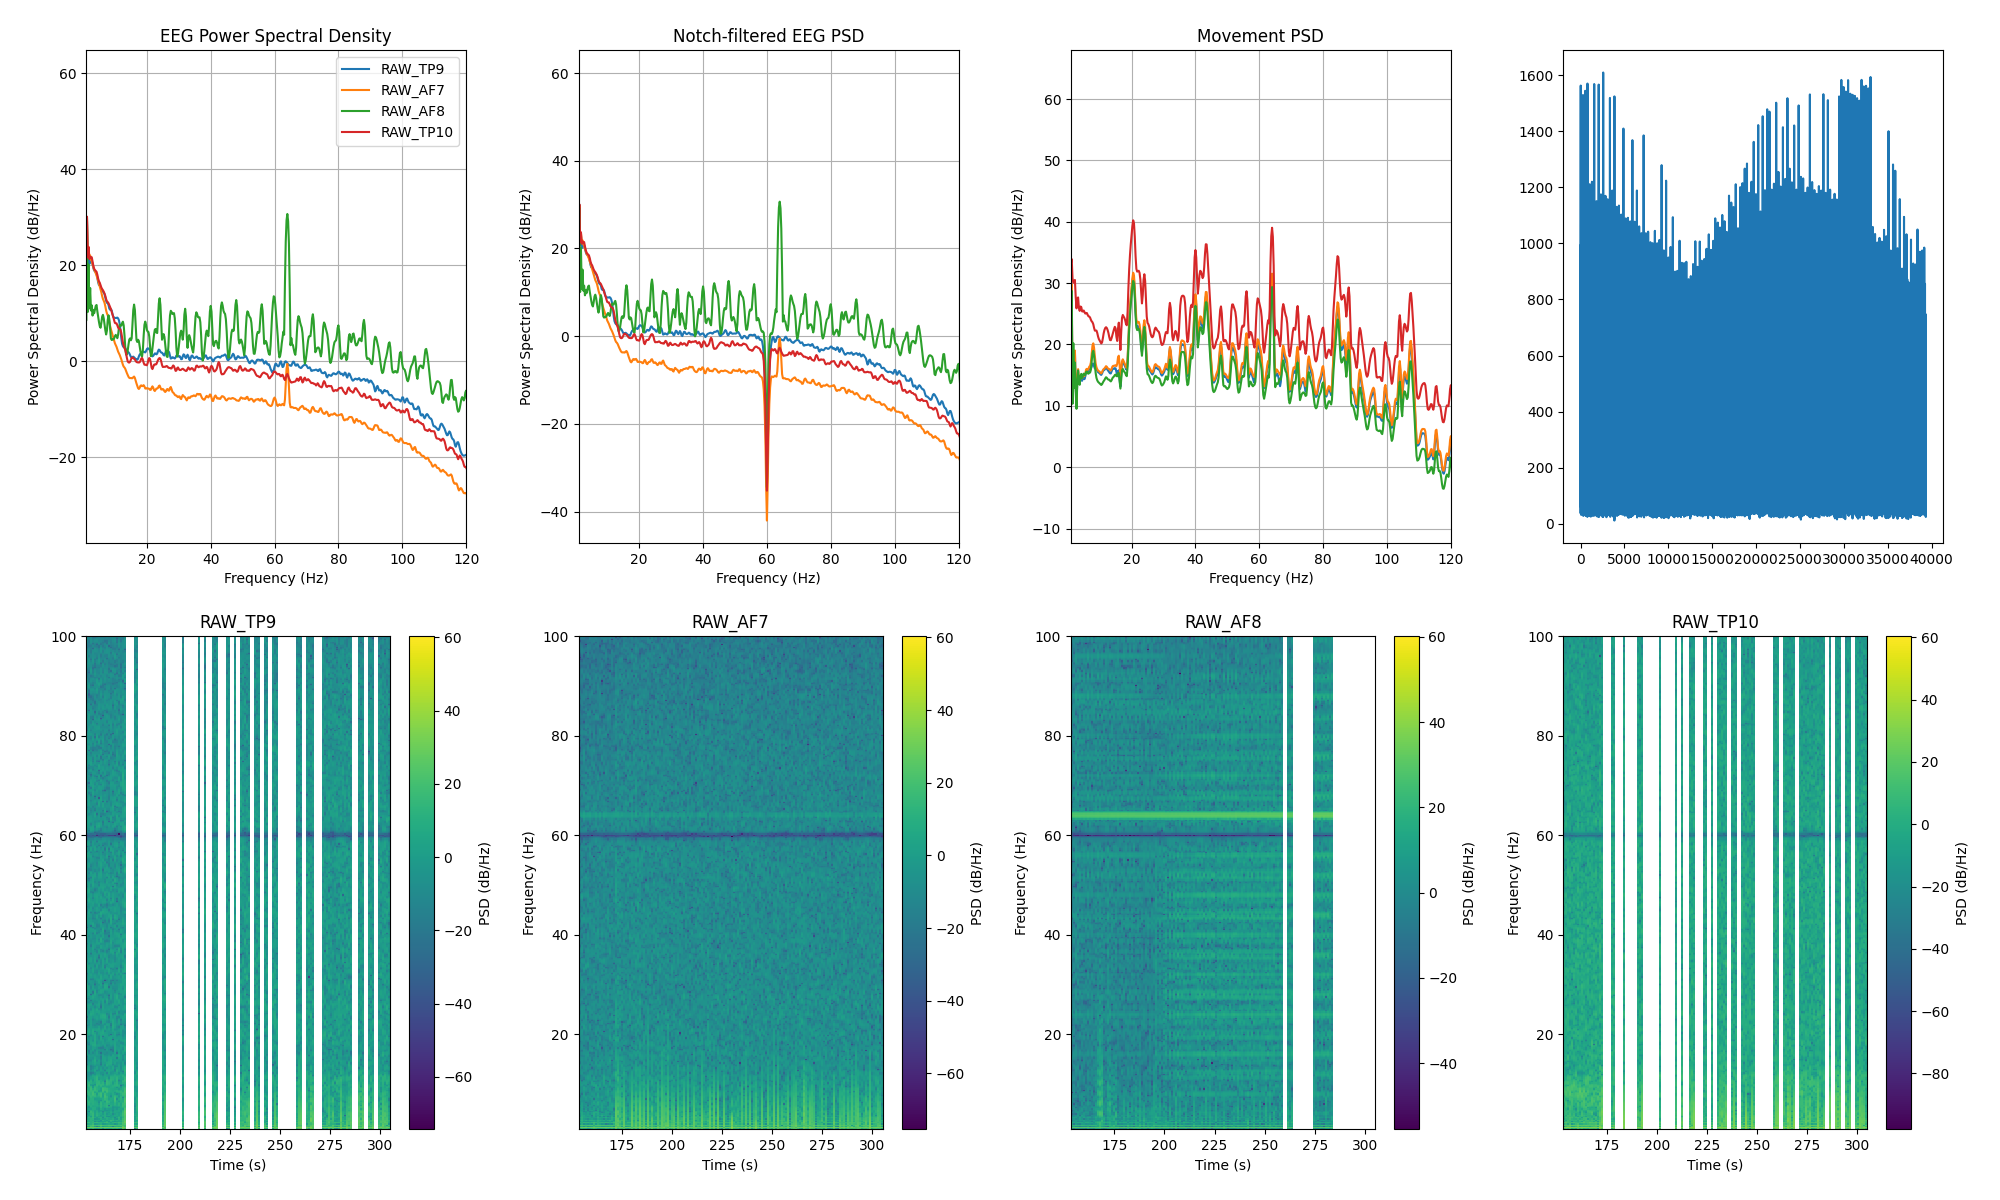 EEG Power Spectral Density
Power Spectral Density (dB/Hz)
60
40
20
0
−20
RAW_TP9
RAW_AF7
RAW_AF8
RAW_TP10
20 40 60 80 100 120
Frequency (Hz)
Notch-filtered EEG PSD
Power Spectral Density (dB/Hz)
60
40
20
0
−20
−40
20 40 60 80 100 120
Frequency (Hz)
Movement PSD
Power Spectral Density (dB/Hz)
60
50
40
30
20
10
0
−10
20 40 60 80 100 120
Frequency (Hz)
1600
1400
1200
1000
800
600
400
200
0
0 5000 10000 15000 20000 25000 30000 35000 40000
RAW_TP9
Frequency (Hz)
100
80
60
40
20
175 200 225 250 275 300
Time (s)
60
40
20
0
−20
−40
−60
PSD (dB/Hz)
RAW_AF7
Frequency (Hz)
100
80
60
40
20
175 200 225 250 275 300
Time (s)
60
40
20
0
−20
−40
−60
PSD (dB/Hz)
RAW_AF8
Frequency (Hz)
100
80
60
40
20
175 200 225 250 275 300
Time (s)
60
40
20
0
−20
−40
PSD (dB/Hz)
RAW_TP10
Frequency (Hz)
100
80
60
40
20
175 200 225 250 275 300
Time (s)
60
40
20
0
−20
−40
−60
−80
PSD (dB/Hz)